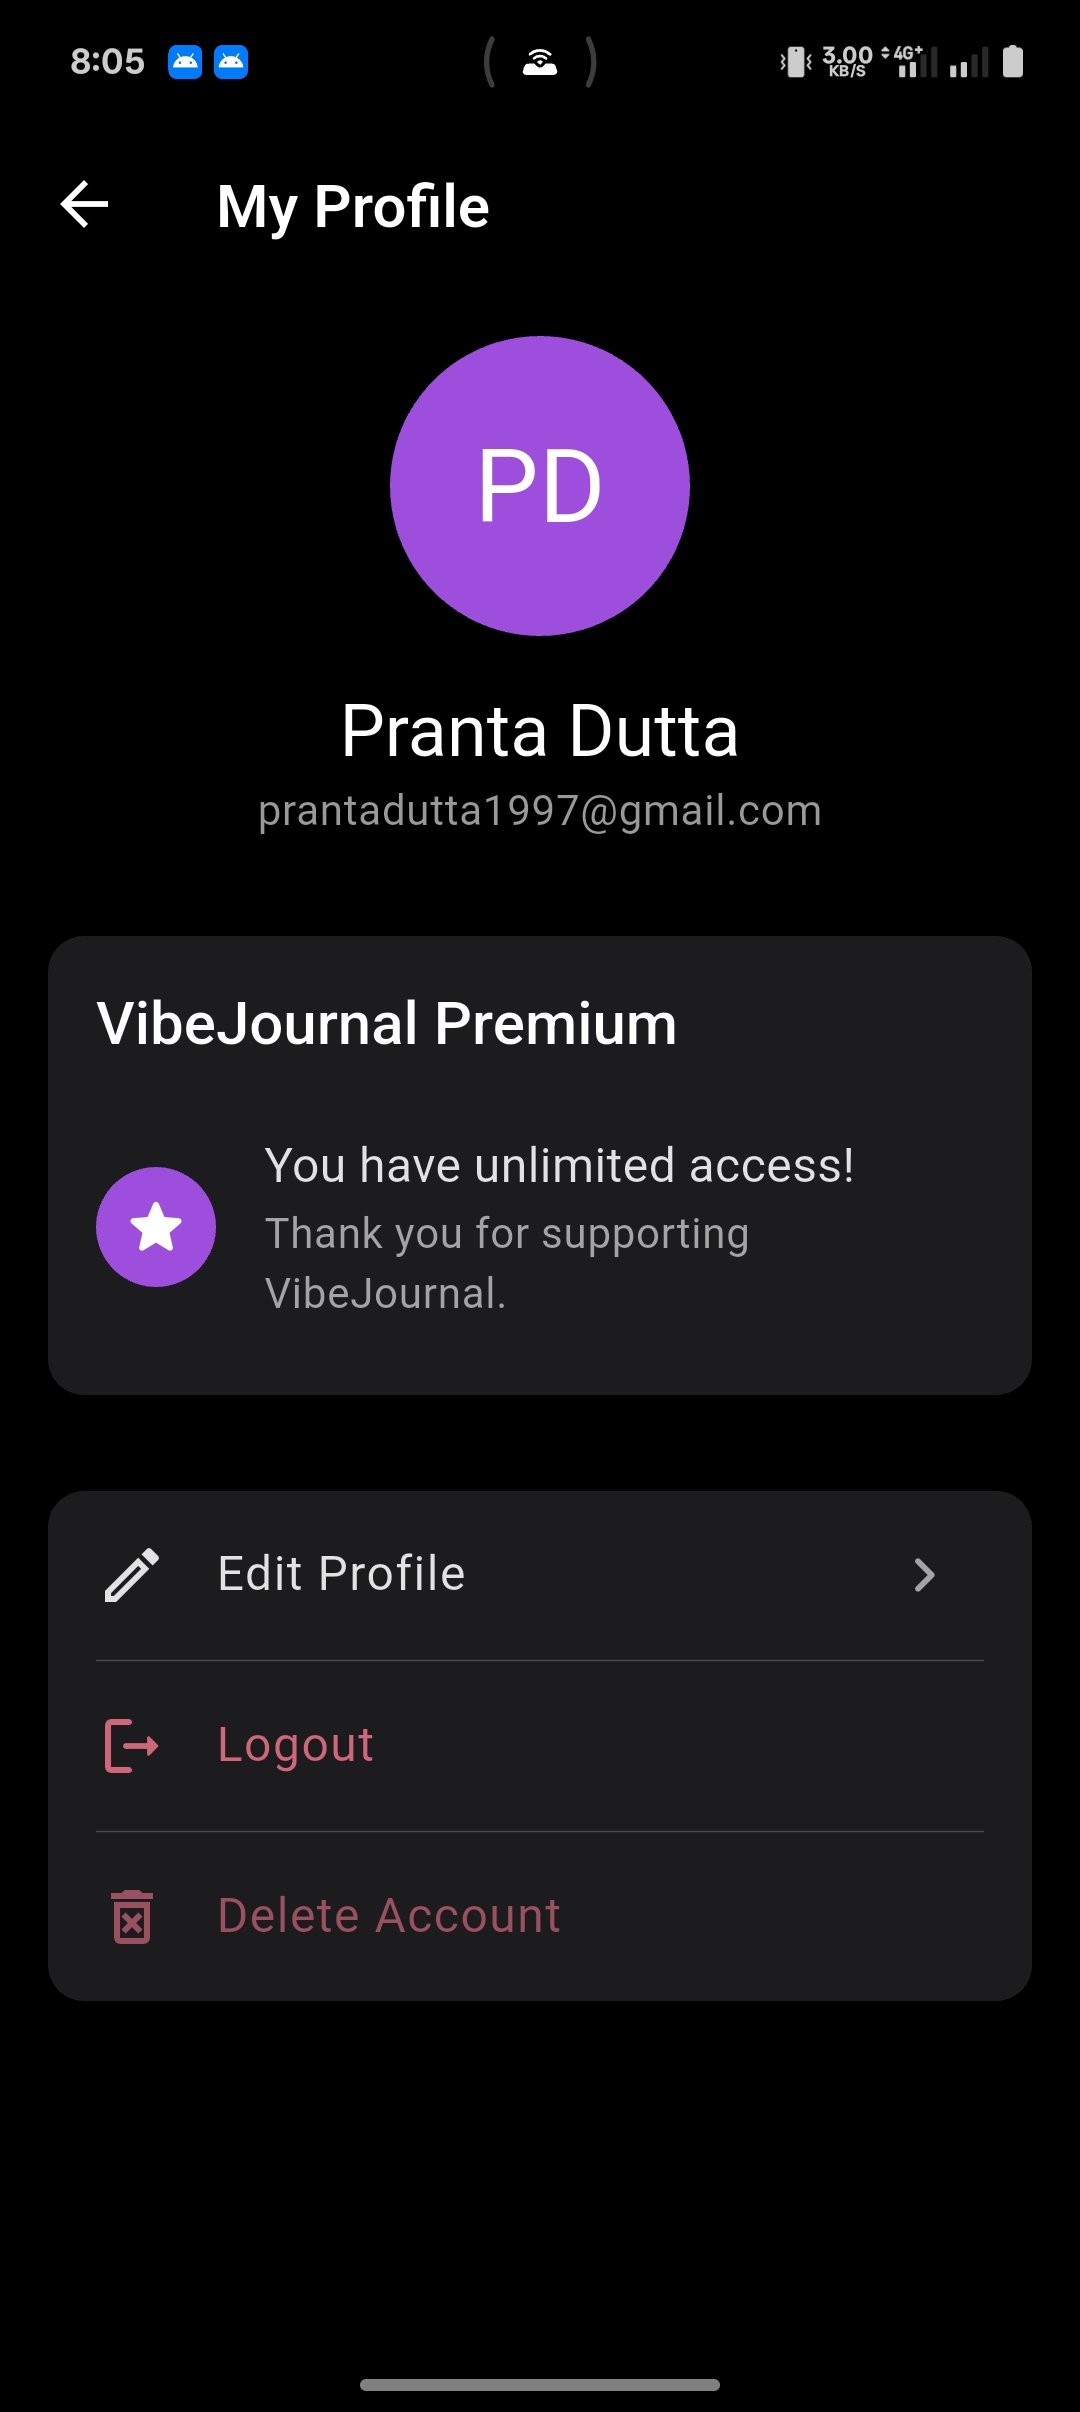 8:05
3.00
KB/S
4G+
My Profile
PD
Pranta Dutta
prantadutta1997@gmail.com
VibeJournal Premium
You have unlimited access!
Thank you for supporting
VibeJournal.
Edit Profile
Logout
Delete Account